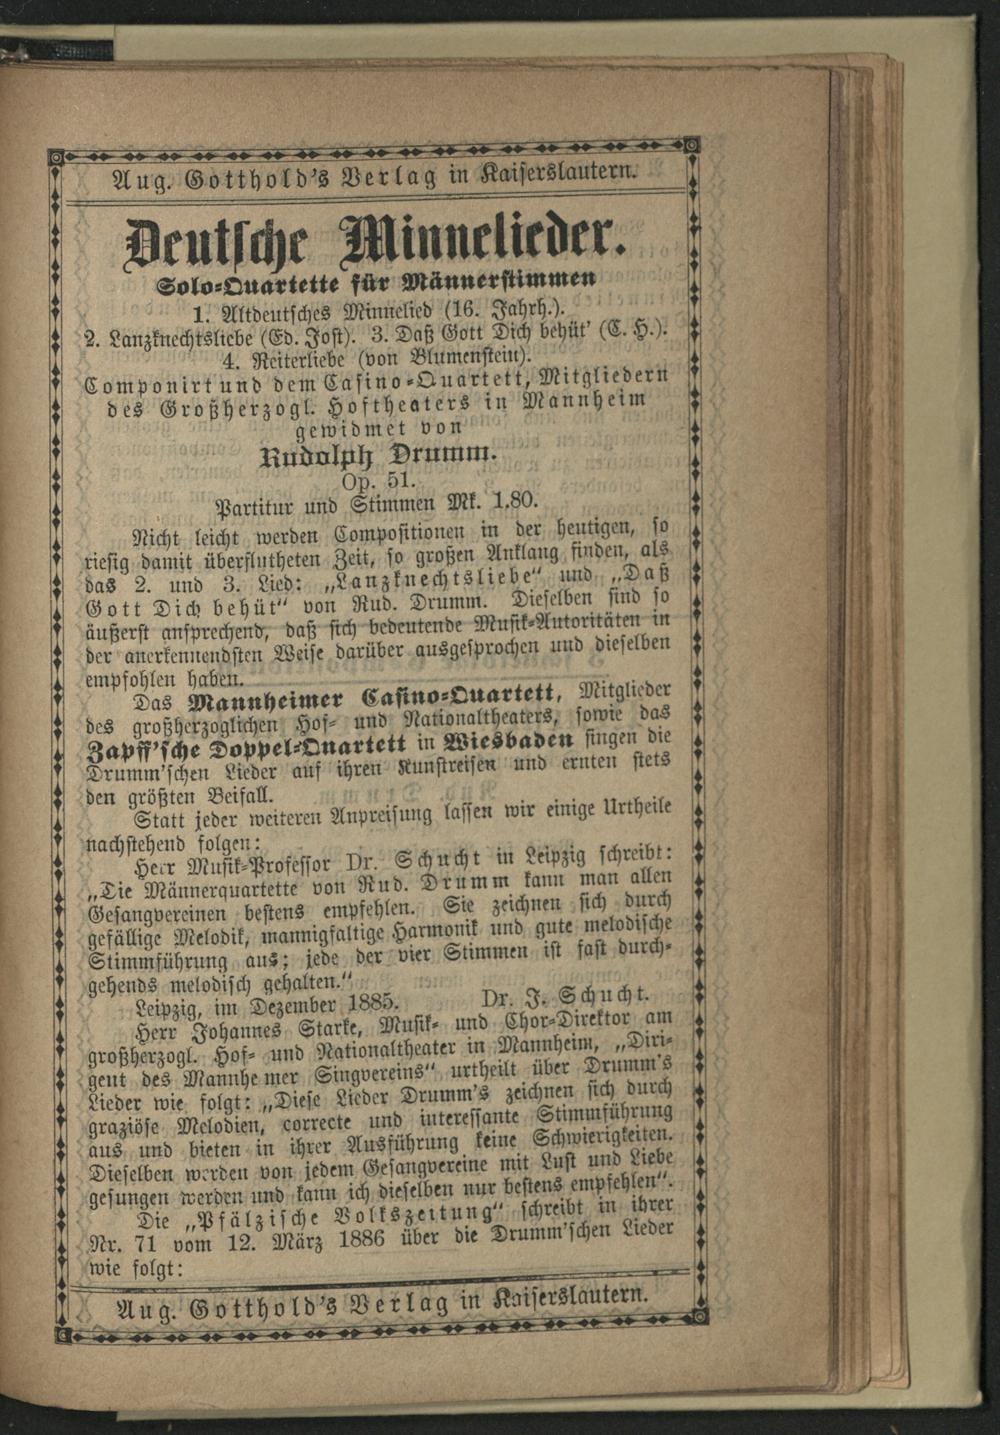 Aug. Gotthold's Verlag in Kaiserslautern.
Deutsche Minnelieder.
Solo-Quartette für Männerstimmen
1. Altdeutsches Minnelied (16. Jahrh.).
2. Lanzknechtsliebe (Ed. Jost). 3. Daß Gott Dich behüt' (C. H.).
4. Reiterliebe (von Blumenstein).
Componirt und dem Casino-Quartett, Mitgliedern
des Großherzogl. Hoftheaters in Mannheim
gewidmet von
Rudolph Drumm.
Op. 51.
Partitur und Stimmen Mk. 1.80.
Nicht leicht werden Compositionen in der heutigen, so
riesig damit überflutheten Zeit, so großen Anklang finden, als
das 2. und 3. Lied: „Lanzknechtsliebe“ und „Daß
Gott Dich behüt“ von Rud. Drumm. Dieselben sind so
äußerst ansprechend, daß sich bedeutende Musik-Autoritäten in
der anerkennendsten Weise darüber ausgesprochen und dieselben
empfohlen haben.
Das Mannheimer Casino-Quartett, Mitglieder
des großherzoglichen Hof- und Nationaltheaters, sowie das
Zapff'sche Doppel-Quartett in Wiesbaden singen die
Drumm'schen Lieder auf ihren Kunstreisen und ernten stets
den größten Beifall.
Statt jeder weiteren Anpreisung lassen wir einige Urtheile
nachstehend folgen:
Herr Musik-Professor Dr. Schucht in Leipzig schreibt:
„Die Männerquartette von Rud. Drumm kann man allen
Gesangvereinen bestens empfehlen. Sie zeichnen sich durch
gefällige Melodik, mannigfaltige Harmonik und gute melodische
Stimmführung aus; jede der vier Stimmen ist fast durch-
gehends melodisch gehalten.“
Leipzig, im Dezember 1885. Dr. J. Schucht.
Herr Johannes Starke, Musik- und Chor-Direktor am
großherzogl. Hof- und Nationaltheater in Mannheim, „Diri-
gent des Mannhe mer Singvereins“ urtheilt über Drumm's
Lieder wie folgt: „Diese Lieder Drumm's zeichnen sich durch
graziöse Melodien, correcte und interessante Stimmführung
aus und bieten in ihrer Ausführung keine Schwierigkeiten.
Dieselben werden von jedem Gesangvereine mit Lust und Liebe
gesungen werden und kann ich dieselben nur bestens empfehlen“.
Die „Pfälzische Volkszeitung“ schreibt in ihrer
Nr. 71 vom 12. März 1886 über die Drumm'schen Lieder
wie folgt:
Aug. Gotthold's Verlag in Kaiserslautern.